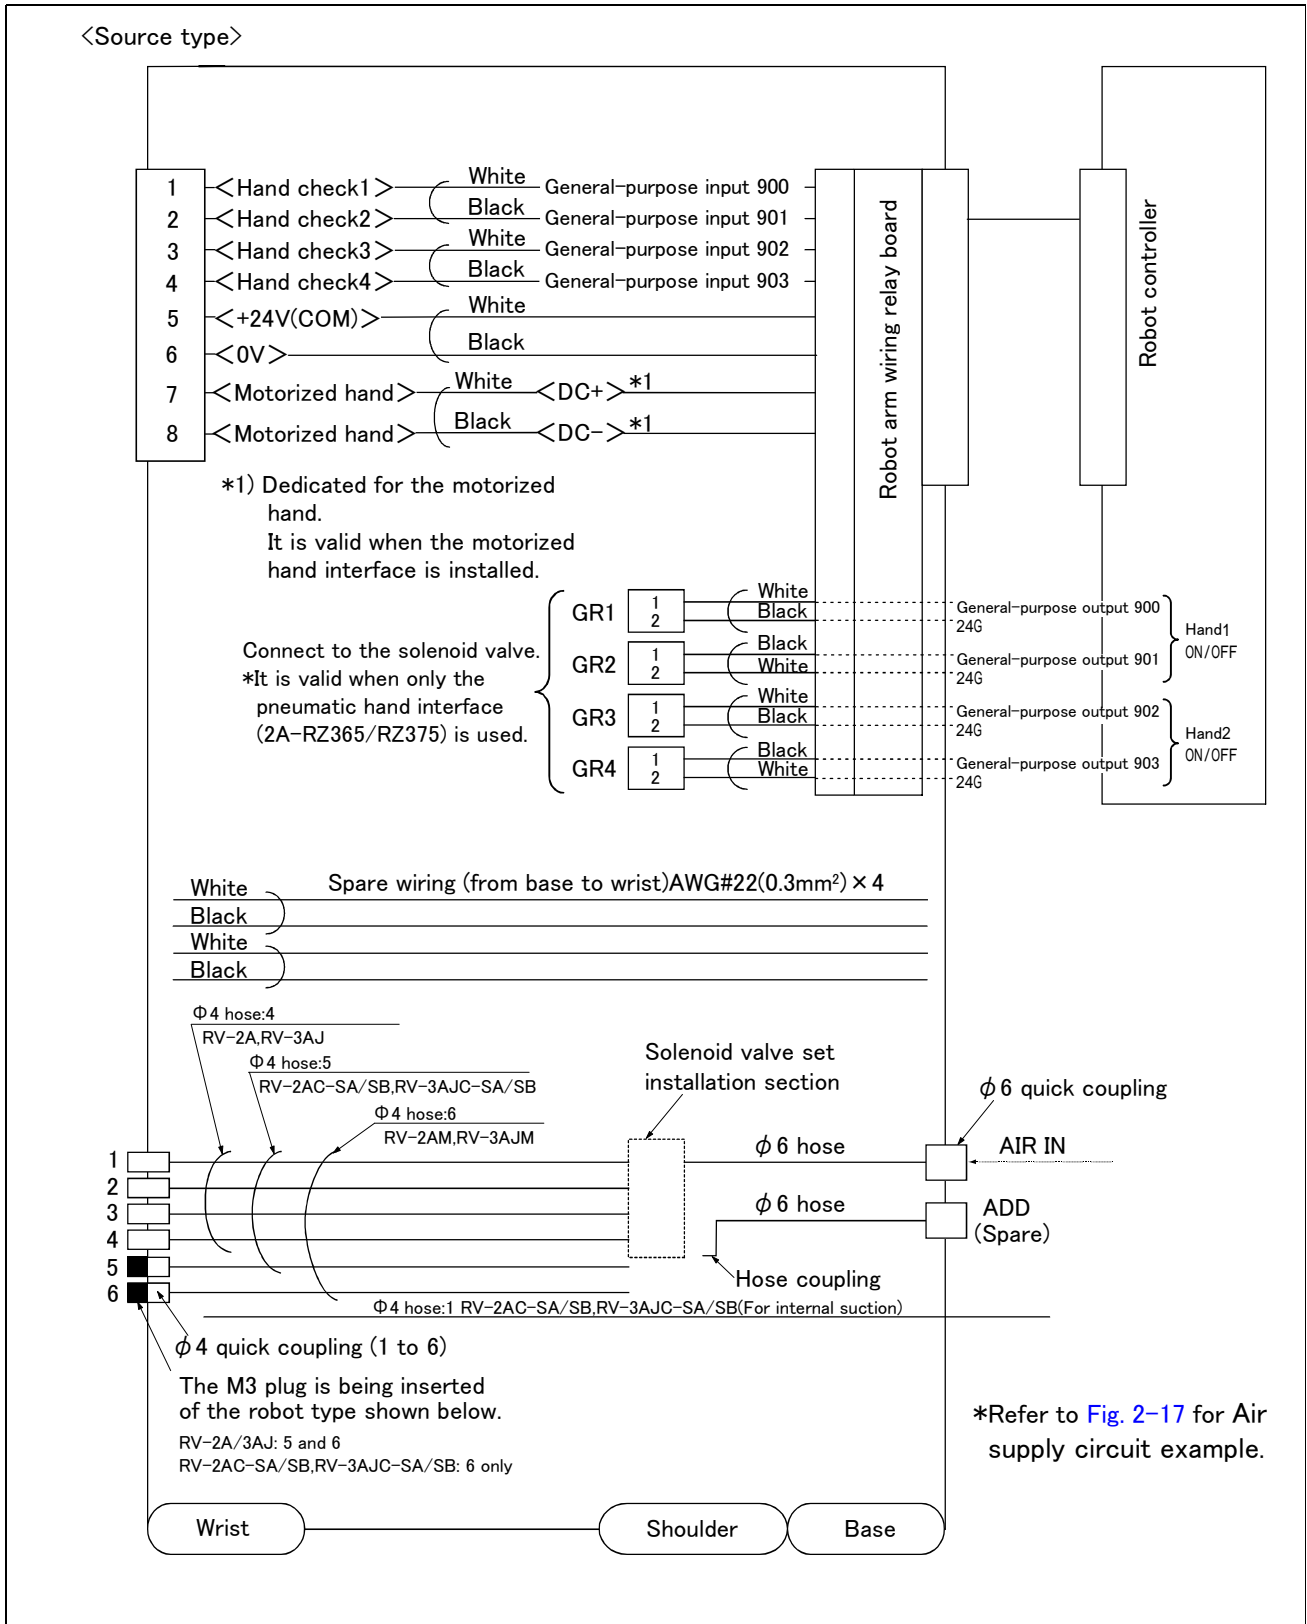 <Source type>
1 <Hand check1> White General-purpose input 900
2 <Hand check2> Black General-purpose input 901
3 <Hand check3> White General-purpose input 902
4 <Hand check4> Black General-purpose input 903
5 <+24V(COM)> White
6 <0V> Black
7 <Motorized hand> White <DC+> *1
8 <Motorized hand> Black <DC-> *1
Robot arm wiring relay board
Robot controller
*1) Dedicated for the motorized
hand.
It is valid when the motorized
hand interface is installed.
Connect to the solenoid valve.
*It is valid when only the
pneumatic hand interface
(2A-RZ365/RZ375) is used.
GR1
1 White General-purpose output 900
2 Black 24G
GR2
1 Black General-purpose output 901
2 White 24G
Hand1
ON/OFF
GR3
1 White General-purpose output 902
2 Black 24G
GR4
1 Black General-purpose output 903
2 White 24G
Hand2
ON/OFF
White Spare wiring (from base to wrist)AWG#22(0.3mm²)×4
Black
White
Black
Φ4 hose:4
RV-2A,RV-3AJ
Φ4 hose:5
RV-2AC-SA/SB,RV-3AJC-SA/SB
Φ4 hose:6
RV-2AM,RV-3AJM
Solenoid valve set
installation section
φ6 quick coupling
1
2
3
4
5
6
φ6 hose
AIR IN
φ6 hose
ADD
(Spare)
Hose coupling
Φ4 hose:1 RV-2AC-SA/SB,RV-3AJC-SA/SB(For internal suction)
φ4 quick coupling (1 to 6)
The M3 plug is being inserted
of the robot type shown below.
RV-2A/3AJ: 5 and 6
RV-2AC-SA/SB,RV-3AJC-SA/SB: 6 only
*Refer to Fig. 2-17 for Air
supply circuit example.
Wrist
Shoulder
Base